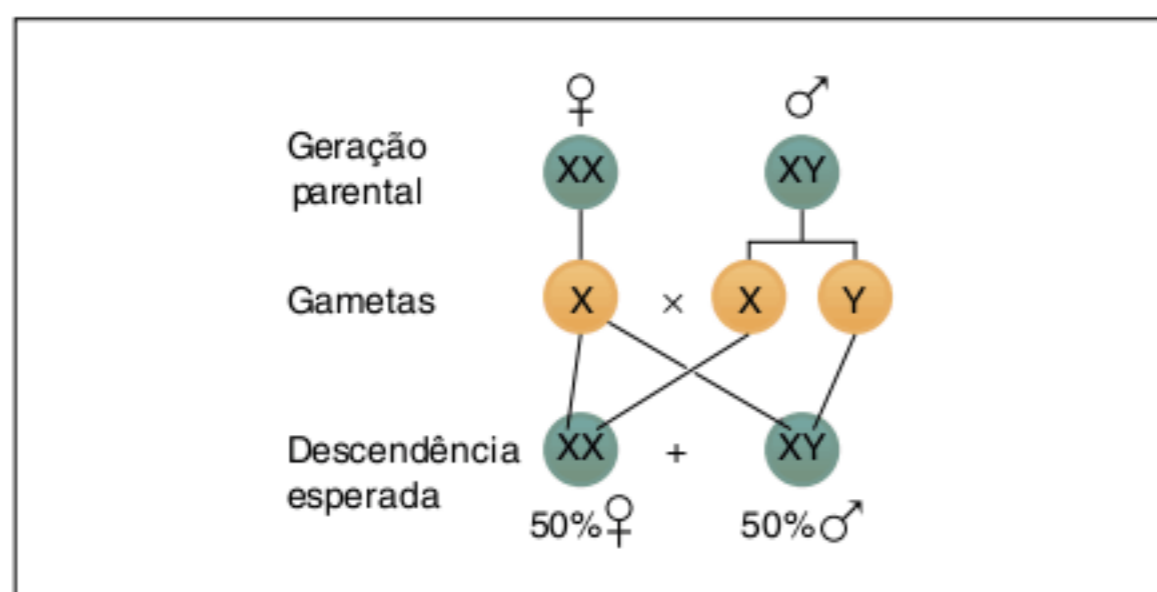 ♀ ♂
Geração
parental
XX XY
Gametas X × X Y
Descendência
esperada
XX + XY
50%♀ 50%♂